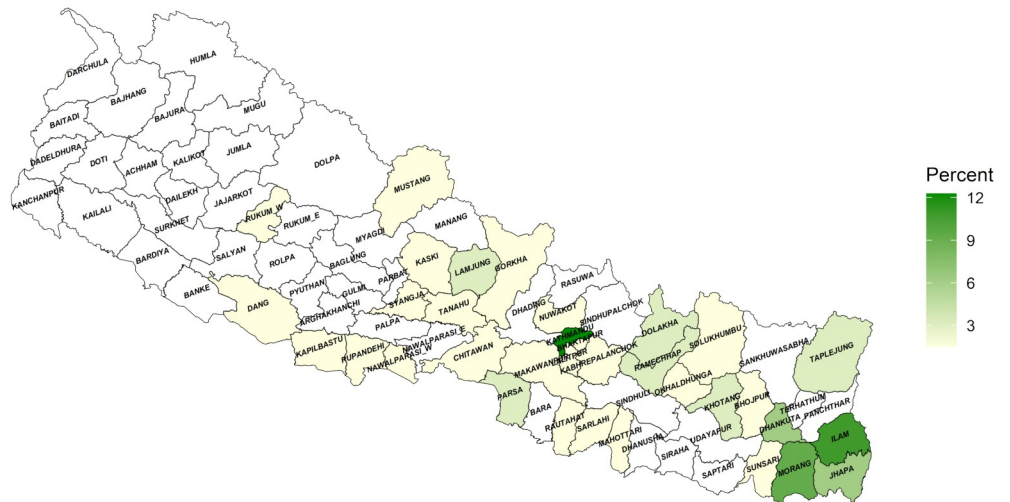 DARCHULA
HUMLA
BAJHANG
BAITADI
BAJURA
MUGU
DADELDHURA
DOTI
ACHHAM
KALIKOT
JUMLA
DOLPA
KANCHANPUR
KAILALI
DAILEKH
JAJARKOT
SURKHET
RUKUM_W
RUKUM_E
MUSTANG
MANANG
MYAGDI
BARDIYA
SALYAN
ROLPA
BAGLUNG
PARBAT
KASKI
LAMJUNG
GORKHA
BANKE
DANG
PYUTHAN
GULMI
SYANGJA
TANAHU
ARGHAKHANCHI
PALPA
NAWALPARASI_E
KAPILBASTU
RUPANDEHI
NAWALPARASI_W
CHITAWAN
DHADING
RASUWA
NUWAKOT
SINDHUPALCHOK
KATHMANDU
MAKAWANPUR
KABHREPALANCHOK
DOLAKHA
RAMECHHAP
SOLUKHUMBU
SANKHUWASABHA
TAPLEJUNG
PARSA
BARA
RAUTAHAT
SARLAHI
MAHOTTARI
DHANUSHA
SINDHULI
OKHALDHUNGA
KHOTANG
BHOJPUR
TERHATHUM
PANCHTHAR
DHANKUTA
UDAYAPUR
SIRAHA
SAPTARI
SUNSARI
MORANG
ILAM
JHAPA
Percent
12
9
6
3